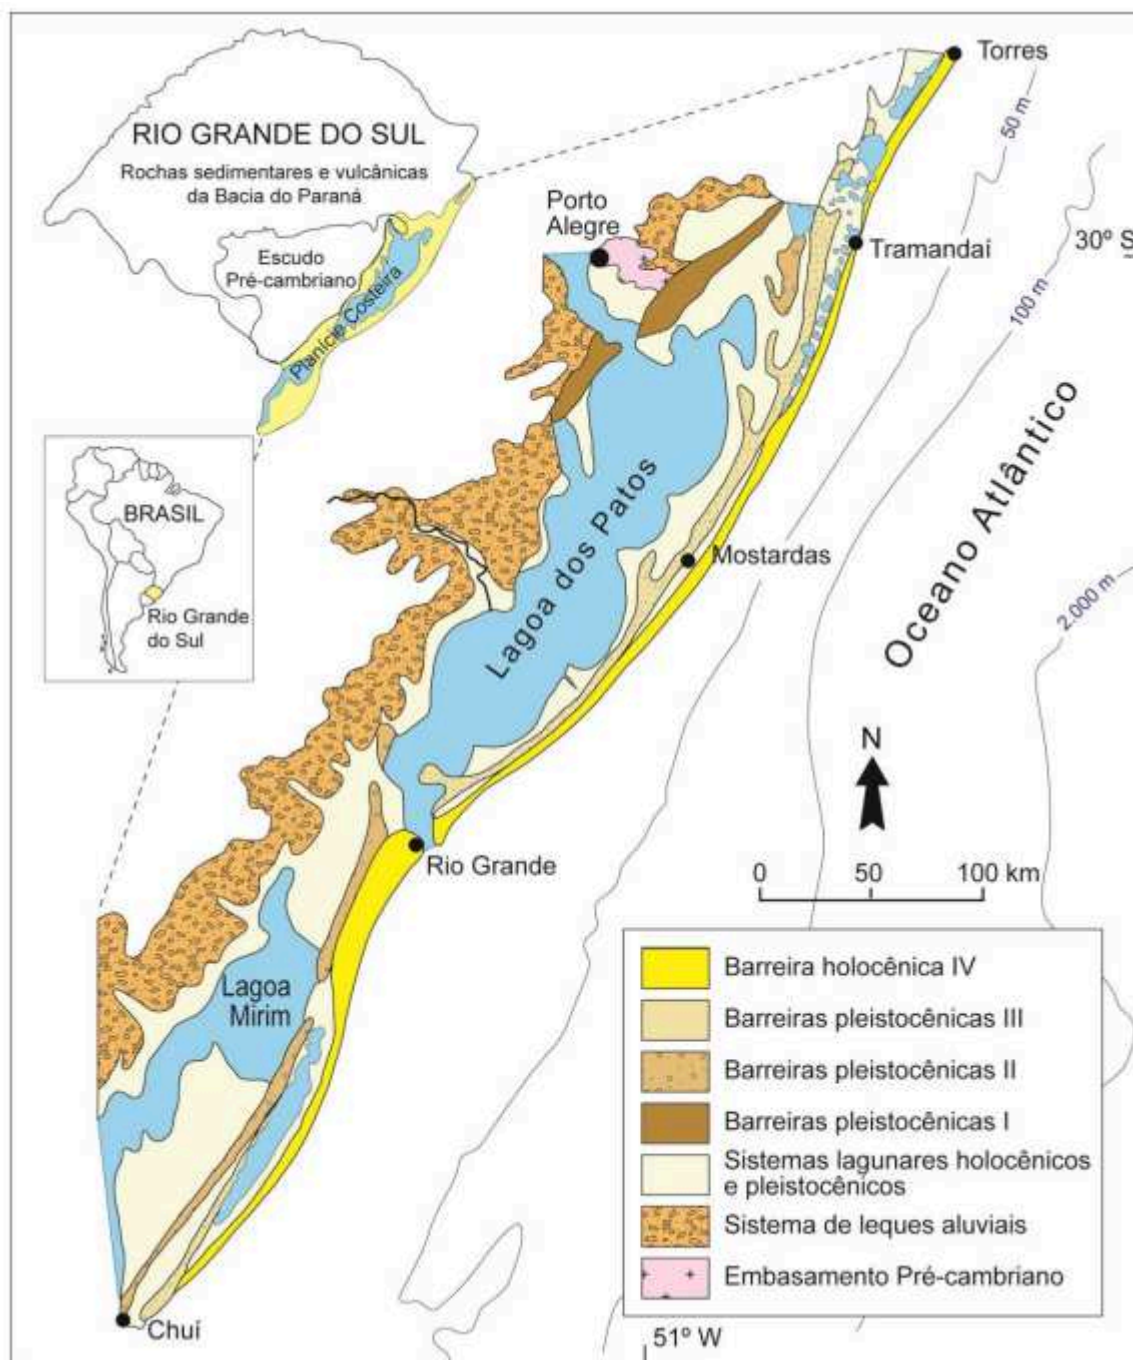 RIO GRANDE DO SUL
Rochas sedimentares e vulcânicas
da Bacia do Paraná
Escudo
Pré-cambriano
Planície Costeira
BRASIL
Rio Grande
do Sul
Torres
50 m
Porto
Alegre
Tramandaí
30º S
100 m
Lagoa dos Patos
Mostardas
Oceano Atlântico
2.000 m
N
Rio Grande
0 50 100 km
Lagoa
Mirim
Chuí
Barreira holocênica IV
Barreiras pleistocênicas III
Barreiras pleistocênicas II
Barreiras pleistocênicas I
Sistemas lagunares holocênicos
e pleistocênicos
Sistema de leques aluviais
Embasamento Pré-cambriano
51º W